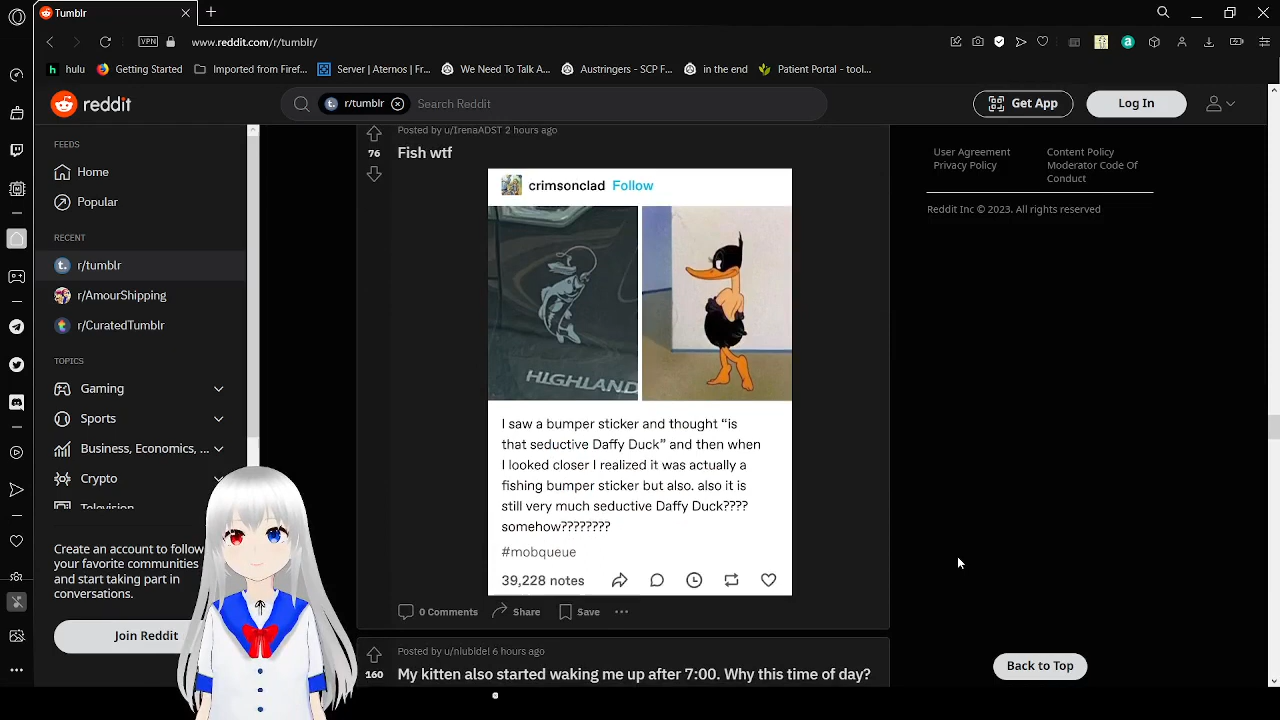 Tumblr
VPN
www.reddit.com/r/tumblr/
h hulu
Getting Started
Imported from Firef...
Server | Aternos | Fr...
We Need To Talk A...
Austringers - SCP F...
in the end
Patient Portal - tool...
reddit
r/tumblr
Search Reddit
Get App
Log In
FEEDS
Home
Popular
RECENT
r/tumblr
r/AmourShipping
r/CuratedTumblr
TOPICS
Gaming
Sports
Business, Economics, ...
Crypto
Television
Create an account to follow
your favorite communities
and start taking part in
conversations.
Join Reddit
Posted by u/IrenaADST 2 hours ago
76
Fish wtf
crimsonclad Follow
HIGHLAND
I saw a bumper sticker and thought “is
that seductive Daffy Duck” and then when
I looked closer I realized it was actually a
fishing bumper sticker but also. also it is
still very much seductive Daffy Duck????
somehow????????
#mobqueue
39,228 notes
0 Comments
Share
Save
Posted by u/nlubldel 6 hours ago
160
My kitten also started waking me up after 7:00. Why this time of day?
User Agreement
Privacy Policy
Content Policy
Moderator Code Of
Conduct
Reddit Inc © 2023. All rights reserved
Back to Top